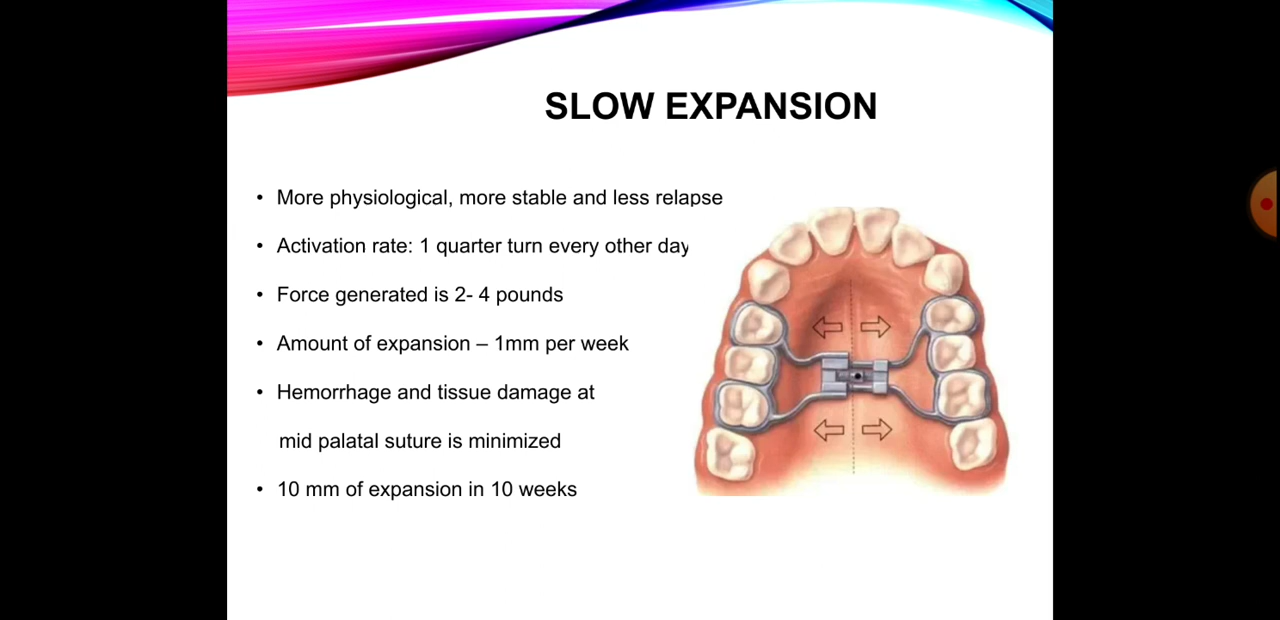 SLOW EXPANSION
• More physiological, more stable and less relapse
• Activation rate: 1 quarter turn every other day
• Force generated is 2- 4 pounds
• Amount of expansion – 1mm per week
• Hemorrhage and tissue damage at
mid palatal suture is minimized
• 10 mm of expansion in 10 weeks